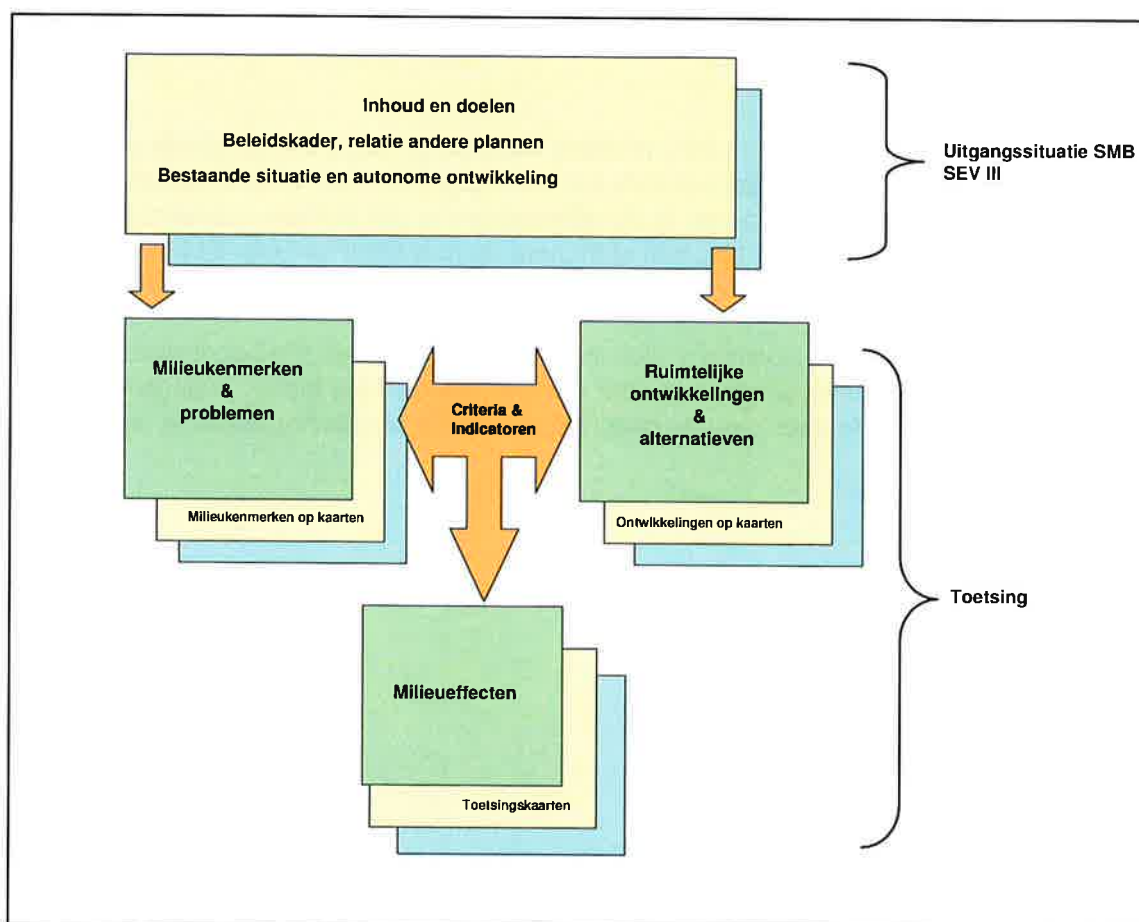 Inhoud en doelen
Beleidskader, relatie andere plannen
Bestaande situatie en autonome ontwikkeling
Uitgangssituatie SMB
SEV III
Milieukenmerken
&
problemen
Milieukenmerken op kaarten
Criteria &
Indicatoren
Ruimtelijke
ontwikkelingen
&
alternatieven
Ontwikkelingen op kaarten
Toetsing
Milieueffecten
Toetsingskaarten